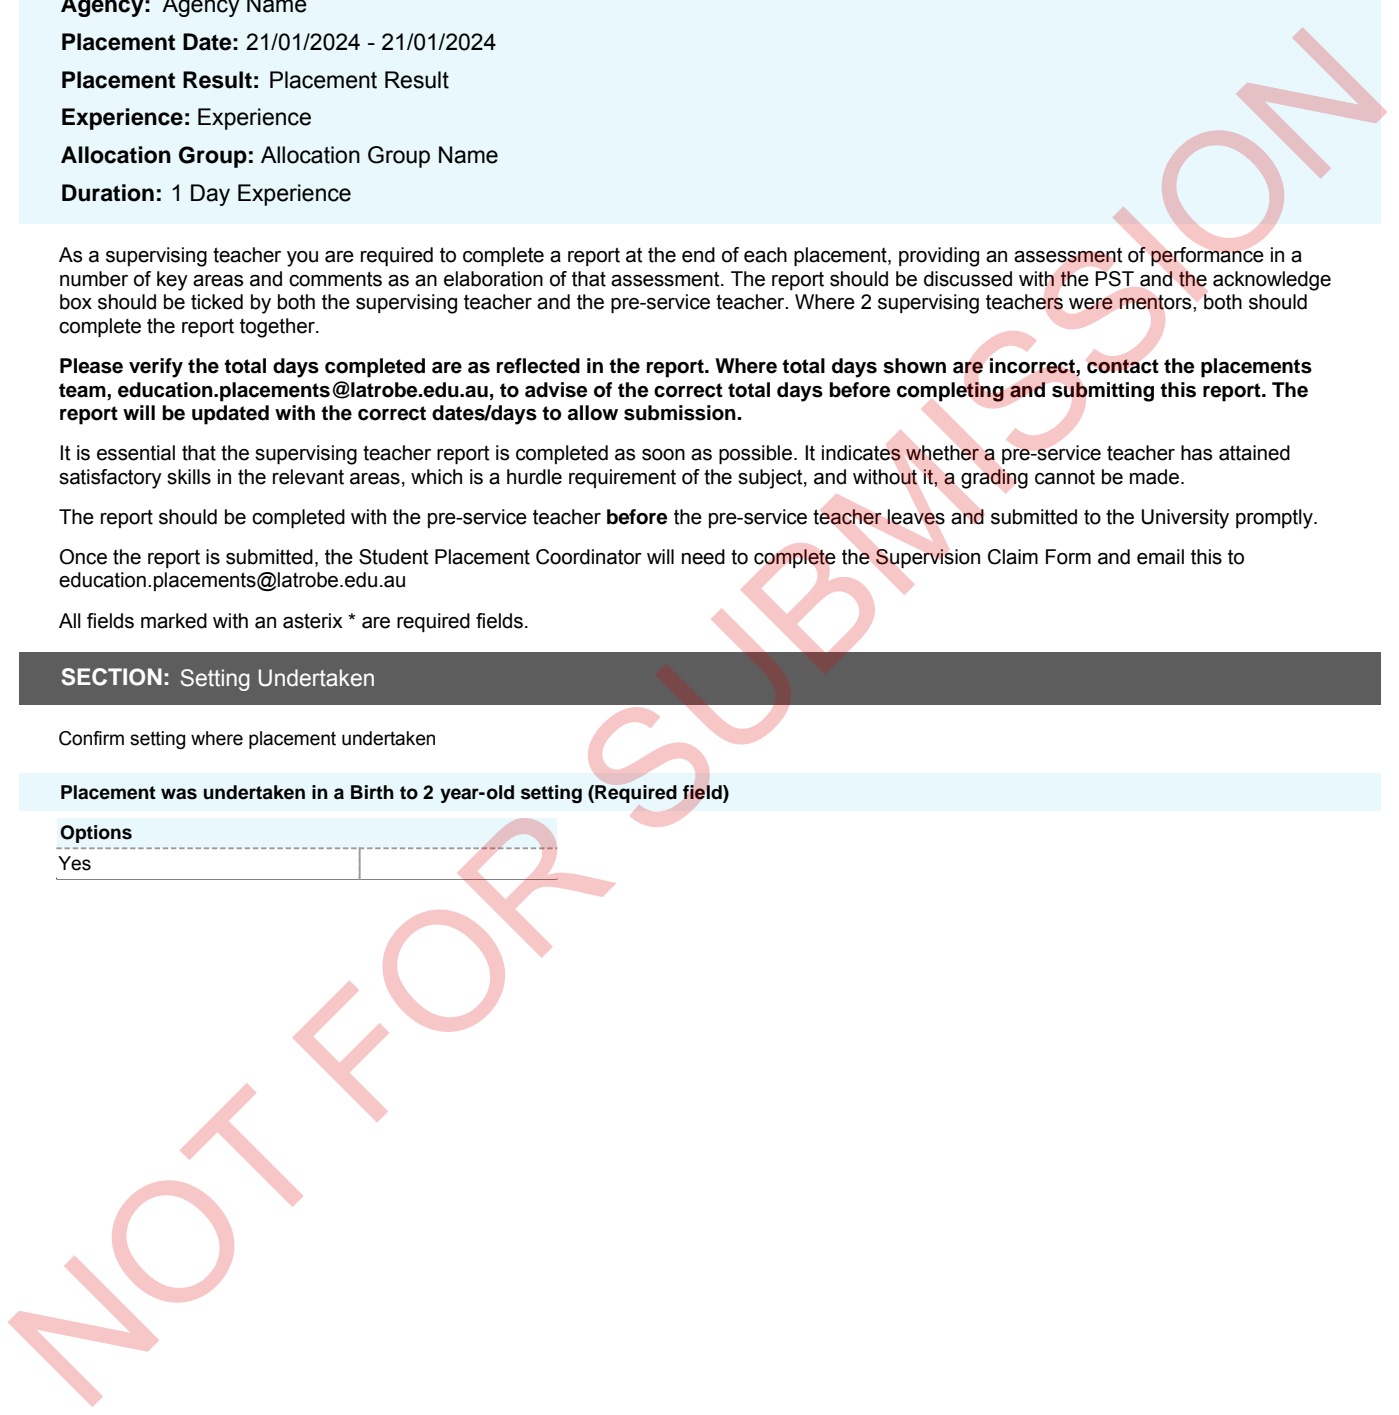 Agency: Agency Name
Placement Date: 21/01/2024 - 21/01/2024
Placement Result: Placement Result
Experience: Experience
Allocation Group: Allocation Group Name
Duration: 1 Day Experience
As a supervising teacher you are required to complete a report at the end of each placement, providing an assessment of performance in a
number of key areas and comments as an elaboration of that assessment. The report should be discussed with the PST and the acknowledge
box should be ticked by both the supervising teacher and the pre-service teacher. Where 2 supervising teachers were mentors, both should
complete the report together.
Please verify the total days completed are as reflected in the report. Where total days shown are incorrect, contact the placements
team, education.placements@latrobe.edu.au, to advise of the correct total days before completing and submitting this report. The
report will be updated with the correct dates/days to allow submission.
It is essential that the supervising teacher report is completed as soon as possible. It indicates whether a pre-service teacher has attained
satisfactory skills in the relevant areas, which is a hurdle requirement of the subject, and without it, a grading cannot be made.
The report should be completed with the pre-service teacher before the pre-service teacher leaves and submitted to the University promptly.
Once the report is submitted, the Student Placement Coordinator will need to complete the Supervision Claim Form and email this to
education.placements@latrobe.edu.au
All fields marked with an asterix * are required fields.
SECTION: Setting Undertaken
Confirm setting where placement undertaken
Placement was undertaken in a Birth to 2 year-old setting (Required field)
Options
Yes
NOT FOR SUBMISSION